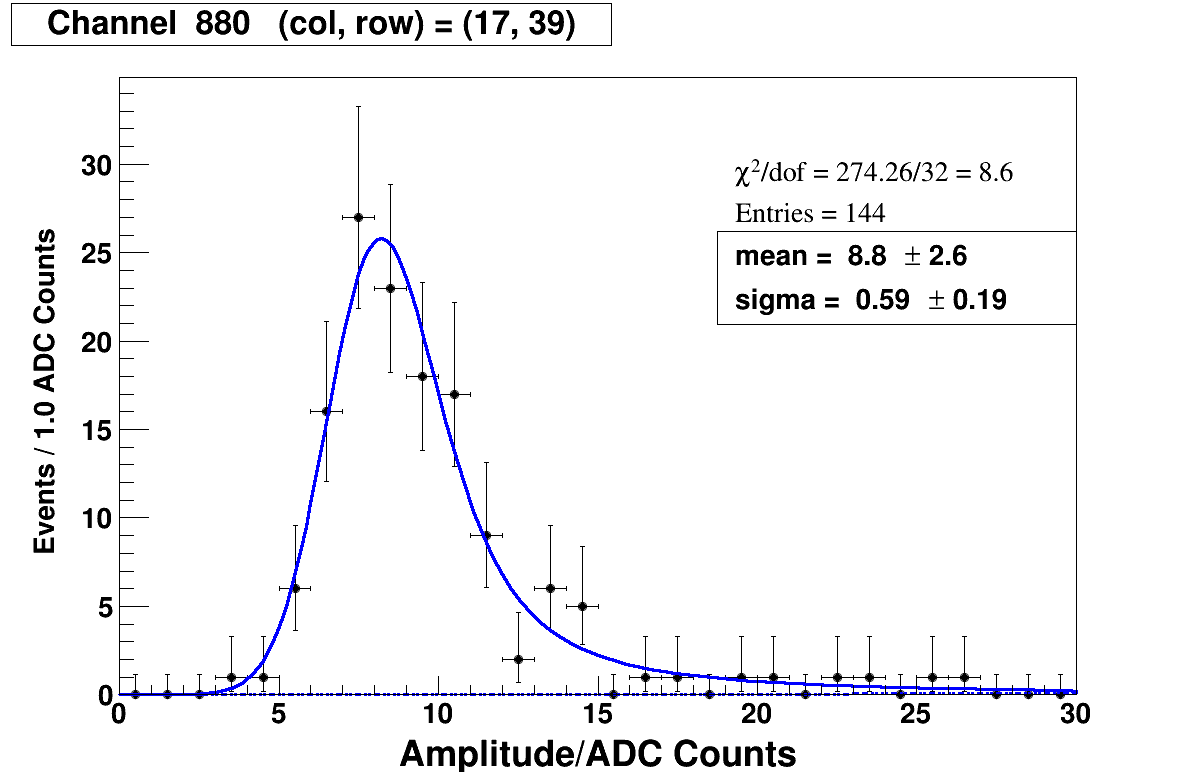 Channel 880 (col, row) = (17, 39)
χ²/dof = 274.26/32 = 8.6
Entries = 144
mean = 8.8 ± 2.6
sigma = 0.59 ± 0.19
Events / 1.0 ADC Counts
30
25
20
15
10
5
0
0 5 10 15 20 25 30
Amplitude/ADC Counts